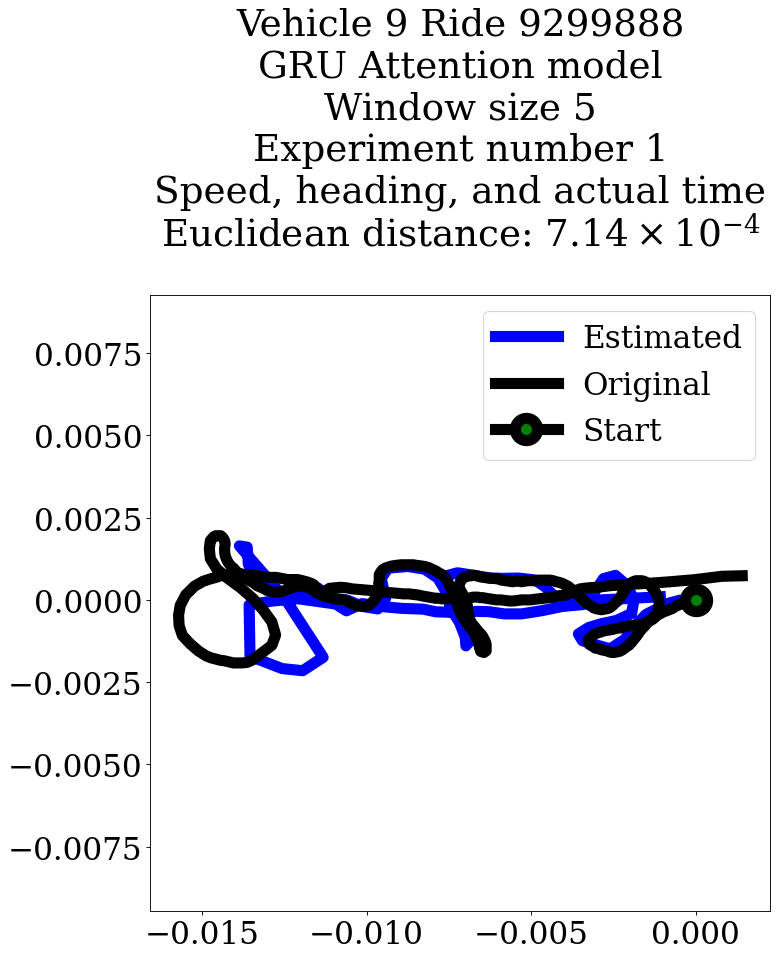 Vehicle 9 Ride 9299888
GRU Attention model
Window size 5
Experiment number 1
Speed, heading, and actual time
Euclidean distance: 7.14 × 10⁻⁴
Estimated
Original
Start
0.0075
0.0050
0.0025
0.0000
−0.0025
−0.0050
−0.0075
−0.015
−0.010
−0.005
0.000